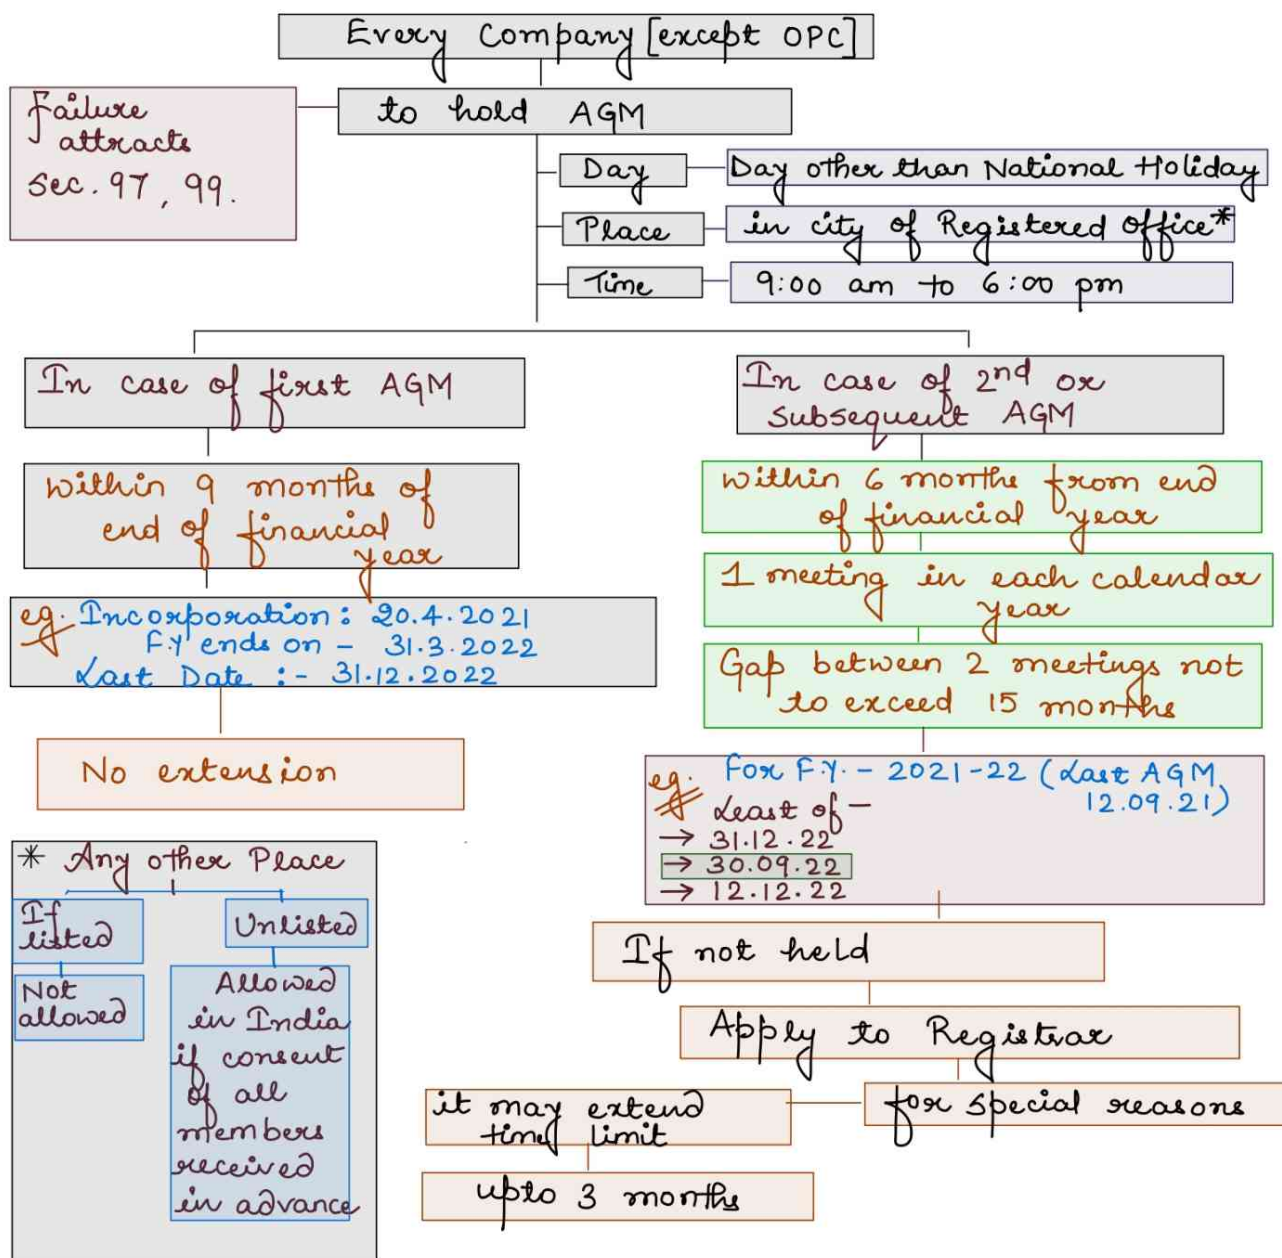 Every Company [except OPC]
to hold AGM
Failure
attracts
Sec. 97, 99.
Day
Day other than National Holiday
Place
in city of Registered office*
Time
9:00 am to 6:00 pm
In case of first AGM
within 9 months of
end of financial
year
eg. Incorporation : 20.4.2021
F.Y ends on - 31.3.2022
Last Date :- 31.12.2022
No extension
In case of 2nd or
subsequent AGM
within 6 months from end
of financial year
1 meeting in each calendar
year
Gap between 2 meetings not
to exceed 15 months
eg. For F.Y. - 2021-22 (Last AGM
12.09.21)
Least of -
→ 31.12.22
→ 30.09.22
→ 12.12.22
If not held
Apply to Registrar
for special reasons
it may extend
time limit
upto 3 months
* Any other Place
If
listed
Not
allowed
Unlisted
Allowed
in India
if consent
of all
members
received
in advance